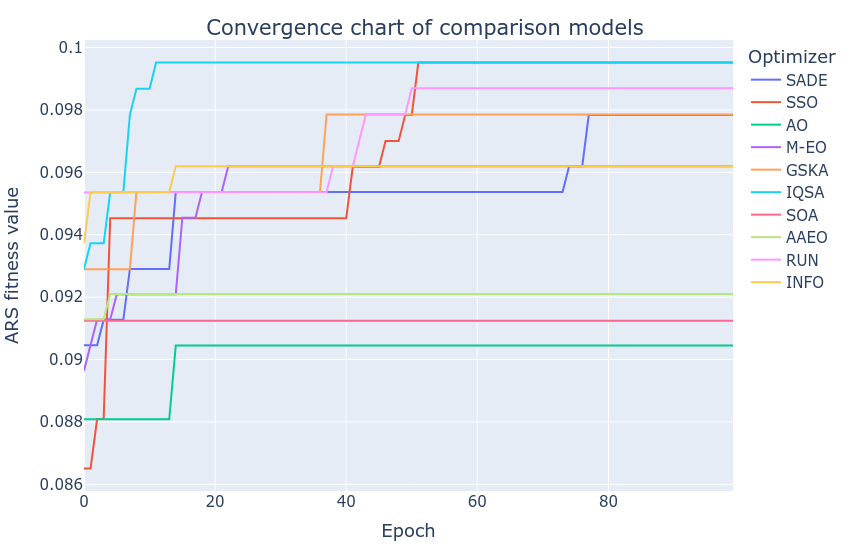 Convergence chart of comparison models
ARS fitness value
0.1
0.098
0.096
0.094
0.092
0.09
0.088
0.086
0
20
40
60
80
Epoch
Optimizer
SADE
SSO
AO
M-EO
GSKA
IQSA
SOA
AAEO
RUN
INFO